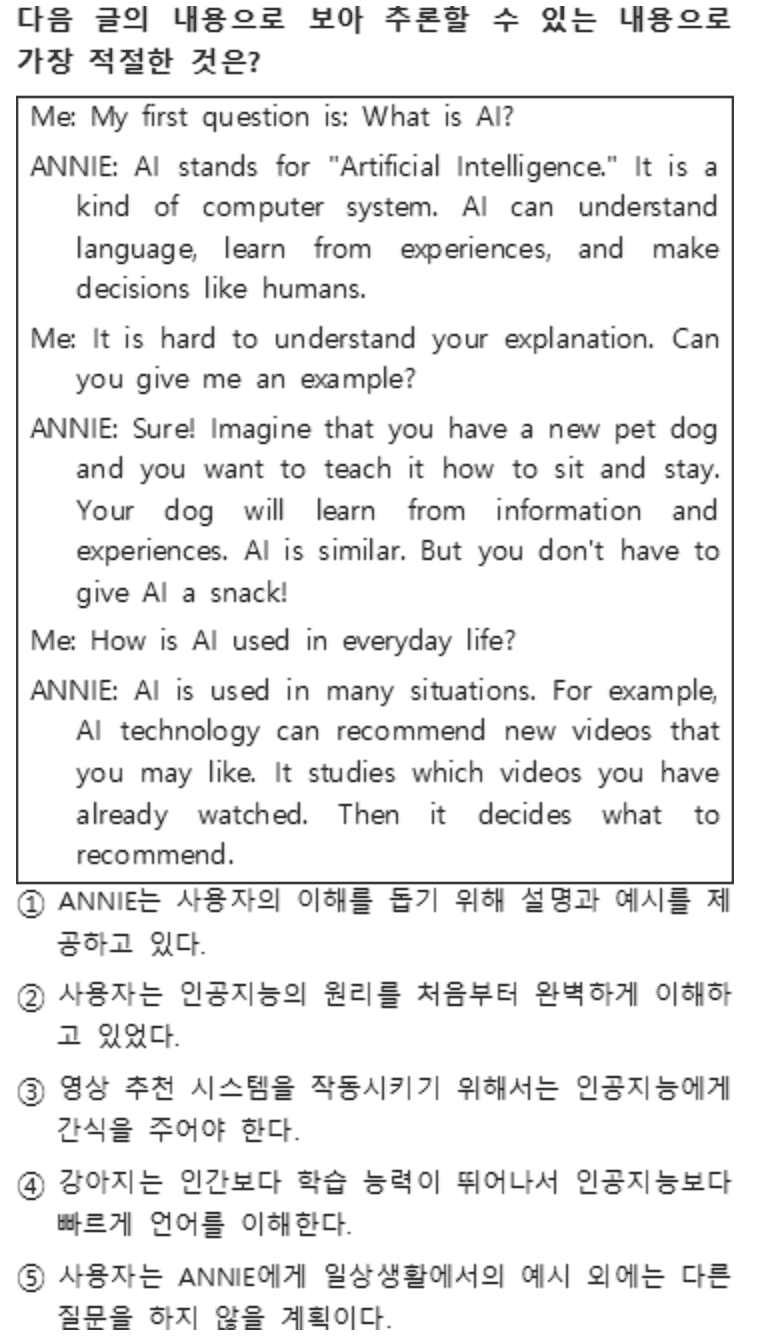 다음 글의 내용으로 보아 추론할 수 있는 내용으로
가장 적절한 것은?
Me: My first question is: What is AI?
ANNIE: AI stands for "Artificial Intelligence." It is a
kind of computer system. AI can understand
language, learn from experiences, and make
decisions like humans.
Me: It is hard to understand your explanation. Can
you give me an example?
ANNIE: Sure! Imagine that you have a new pet dog
and you want to teach it how to sit and stay.
Your dog will learn from information and
experiences. AI is similar. But you don't have to
give AI a snack!
Me: How is AI used in everyday life?
ANNIE: AI is used in many situations. For example,
AI technology can recommend new videos that
you may like. It studies which videos you have
already watched. Then it decides what to
recommend.
① ANNIE는 사용자의 이해를 돕기 위해 설명과 예시를 제
공하고 있다.
② 사용자는 인공지능의 원리를 처음부터 완벽하게 이해하
고 있었다.
③ 영상 추천 시스템을 작동시키기 위해서는 인공지능에게
간식을 주어야 한다.
④ 강아지는 인간보다 학습 능력이 뛰어나서 인공지능보다
빠르게 언어를 이해한다.
⑤ 사용자는 ANNIE에게 일상생활에서의 예시 외에는 다른
질문을 하지 않을 계획이다.